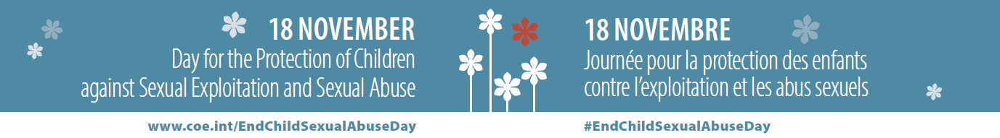 18 NOVEMBER
Day for the Protection of Children
against Sexual Exploitation and Sexual Abuse
www.coe.int/EndChildSexualAbuseDay
18 NOVEMBRE
Journée pour la protection des enfants
contre l'exploitation et les abus sexuels
#EndChildSexualAbuseDay